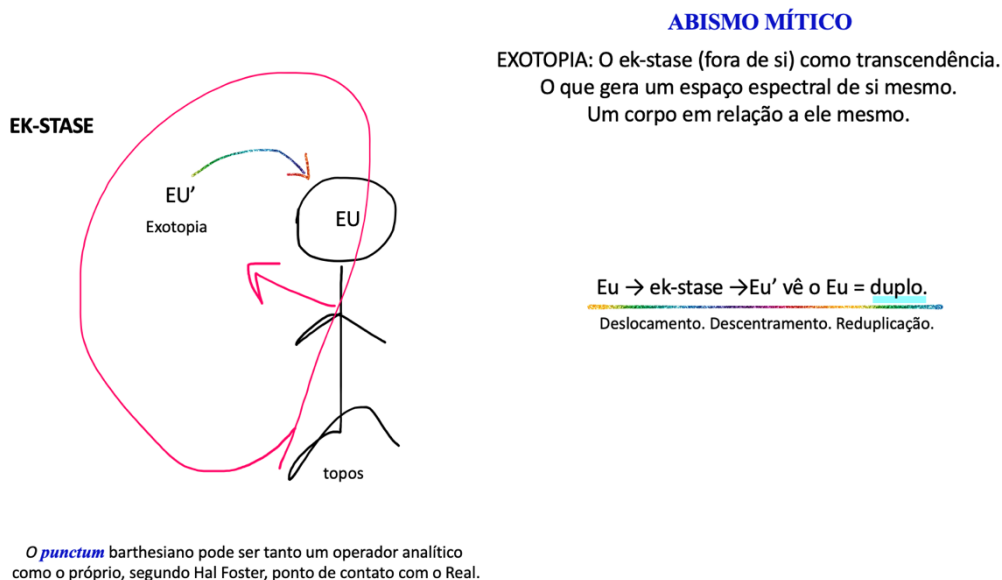 ABISMO MÍTICO
EXOTOPIA: O ek-stase (fora de si) como transcendência.
O que gera um espaço espectral de si mesmo.
Um corpo em relação a ele mesmo.
EK-STASE
EU’
Exotopia
EU
Eu → ek-stase →Eu’ vê o Eu = duplo.
Deslocamento. Descentramento. Reduplicação.
topos
O punctum barthesiano pode ser tanto um operador analítico
como o próprio, segundo Hal Foster, ponto de contato com o Real.